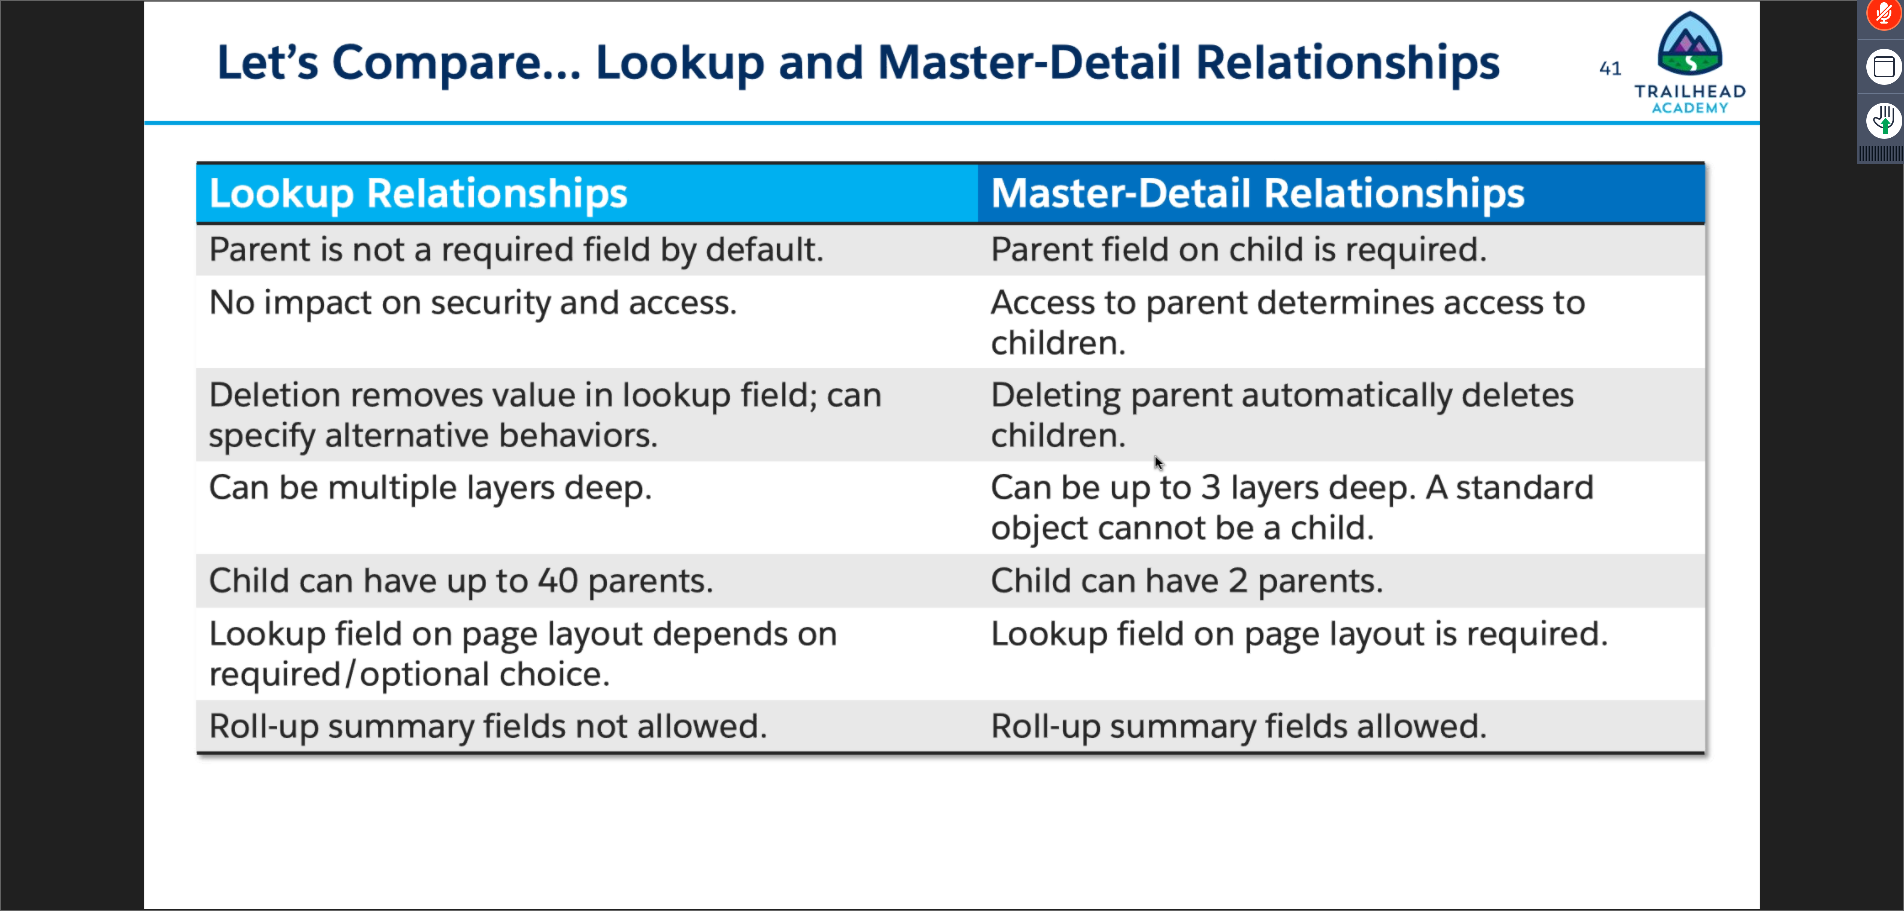 Let's Compare... Lookup and Master-Detail Relationships
41
TRAILHEAD
ACADEMY
Lookup Relationships
Master-Detail Relationships
Parent is not a required field by default.
Parent field on child is required.
No impact on security and access.
Access to parent determines access to
children.
Deletion removes value in lookup field; can
specify alternative behaviors.
Deleting parent automatically deletes
children.
Can be multiple layers deep.
Can be up to 3 layers deep. A standard
object cannot be a child.
Child can have up to 40 parents.
Child can have 2 parents.
Lookup field on page layout depends on
required/optional choice.
Lookup field on page layout is required.
Roll-up summary fields not allowed.
Roll-up summary fields allowed.